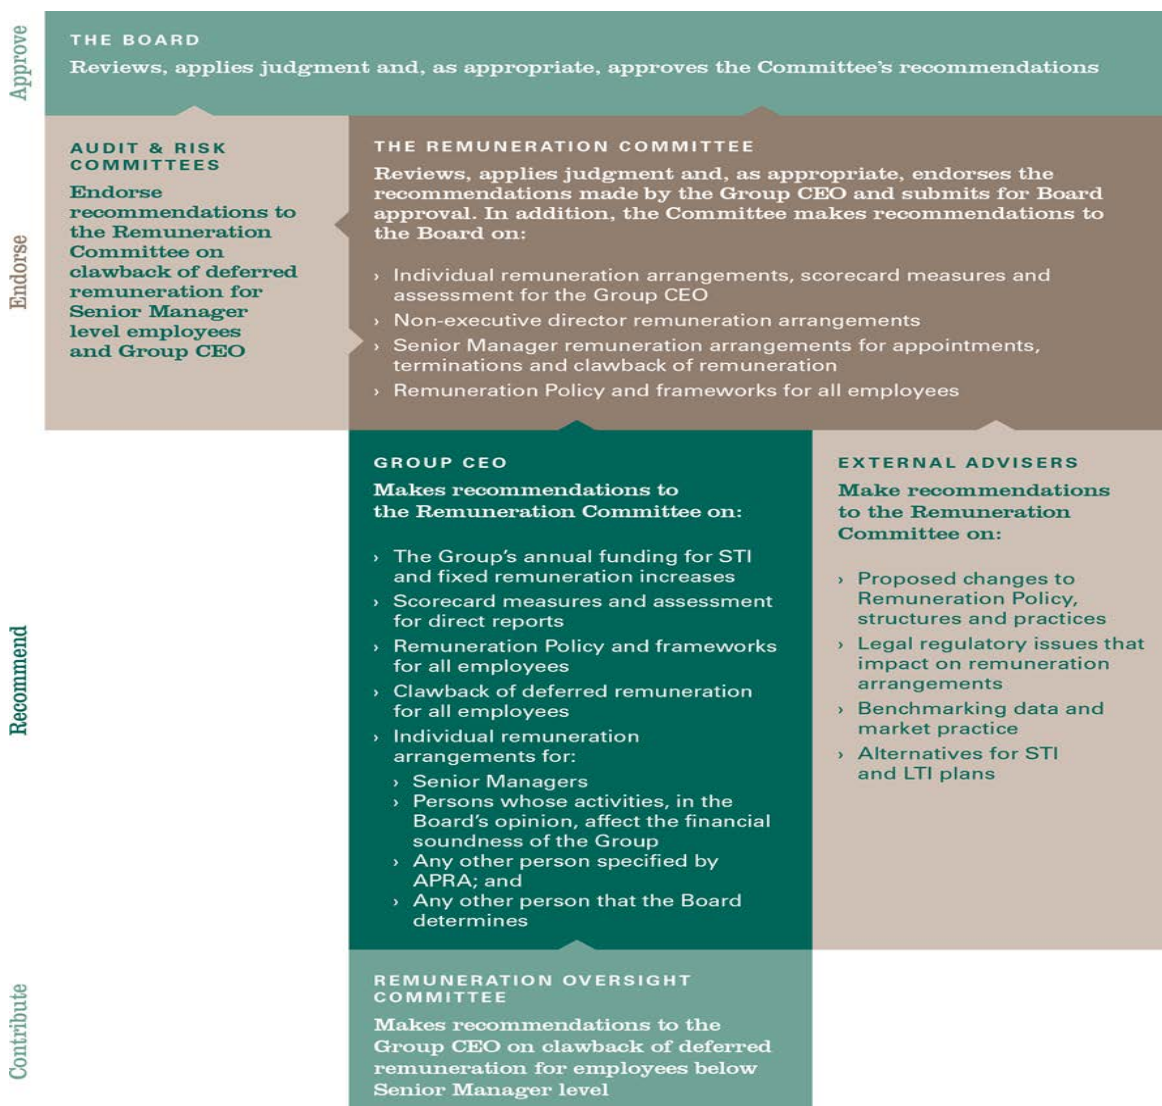 Approve
THE BOARD
Reviews, applies judgment and, as appropriate, approves the Committee's recommendations
Endorse
AUDIT & RISK
COMMITTEES
Endorse
recommendations to
the Remuneration
Committee on
clawback of deferred
remuneration for
Senior Manager
level employees
and Group CEO
THE REMUNERATION COMMITTEE
Reviews, applies judgment and, as appropriate, endorses the
recommendations made by the Group CEO and submits for Board
approval. In addition, the Committee makes recommendations to
the Board on:
› Individual remuneration arrangements, scorecard measures and
assessment for the Group CEO
› Non-executive director remuneration arrangements
› Senior Manager remuneration arrangements for appointments,
terminations and clawback of remuneration
› Remuneration Policy and frameworks for all employees
Recommend
GROUP CEO
Makes recommendations to
the Remuneration Committee on:
› The Group's annual funding for STI
and fixed remuneration increases
› Scorecard measures and assessment
for direct reports
› Remuneration Policy and frameworks
for all employees
› Clawback of deferred remuneration
for all employees
› Individual remuneration
arrangements for:
› Senior Managers
› Persons whose activities, in the
Board's opinion, affect the financial
soundness of the Group
› Any other person specified by
APRA; and
› Any other person that the Board
determines
EXTERNAL ADVISERS
Make recommendations
to the Remuneration
Committee on:
› Proposed changes to
Remuneration Policy,
structures and practices
› Legal regulatory issues that
impact on remuneration
arrangements
› Benchmarking data and
market practice
› Alternatives for STI
and LTI plans
Contribute
REMUNERATION OVERSIGHT
COMMITTEE
Makes recommendations to the
Group CEO on clawback of deferred
remuneration for employees below
Senior Manager level